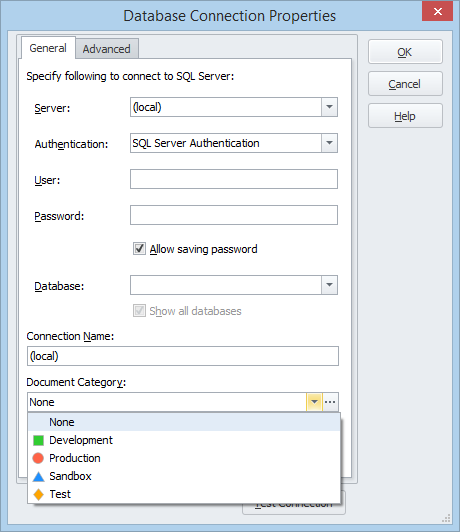 Database Connection Properties
General
Advanced
Specify following to connect to SQL Server:
Server:
(local)
Authentication:
SQL Server Authentication
User:
Password:
Allow saving password
Database:
Show all databases
Connection Name:
(local)
Document Category:
None
None
Development
Production
Sandbox
Test
Test Connection
OK
Cancel
Help